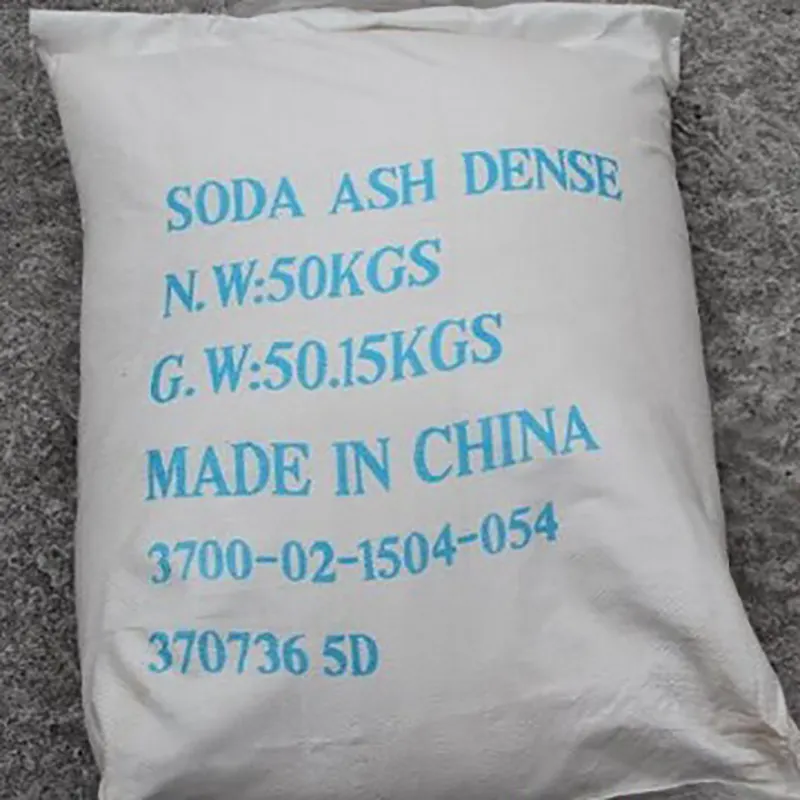 SODA ASH DENSE
N.W:50KGS
G.W:50.15KGS
MADE IN CHINA
3700-02-1504-054
370736 5D